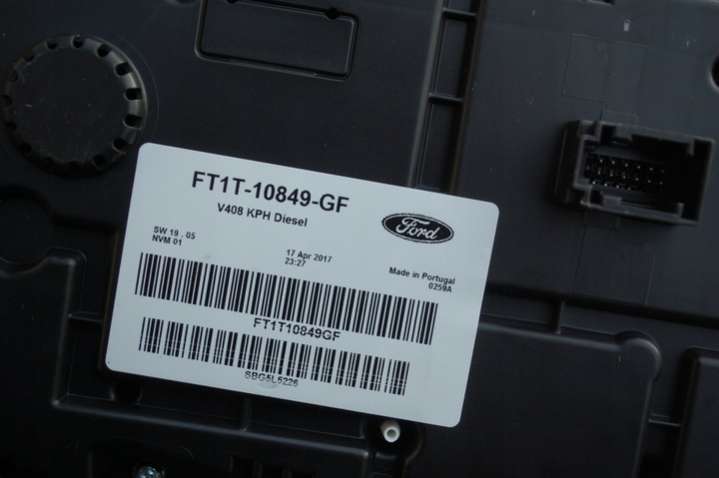 FT1T-10849-GF
V408 KPH Diesel
Ford
SW 19 . 05
NVM 01
17 Apr 2017
23:27
Made in Portugal
0259A
FT1T10849GF
SBG5L5226